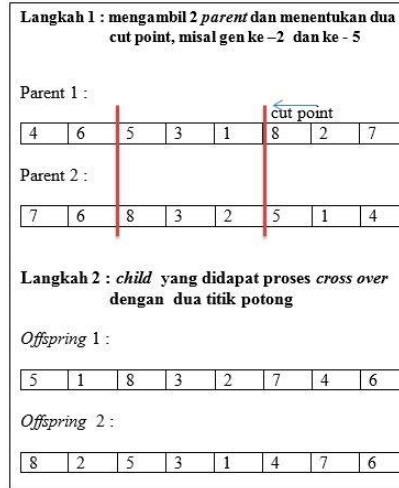 Langkah 1 : mengambil 2 parent dan menentukan dua
cut point, misal gen ke –2 dan ke - 5
Parent 1 :
cut point
4 6 5 3 1 8 2 7
Parent 2 :
7 6 8 3 2 5 1 4
Langkah 2 : child yang didapat proses cross over
dengan dua titik potong
Offspring 1 :
5 1 8 3 2 7 4 6
Offspring 2 :
8 2 5 3 1 4 7 6